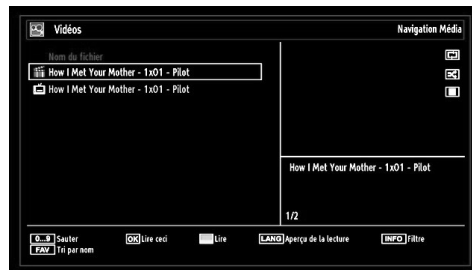 Vidéos
Navigation Média
Nom du fichier
How I Met Your Mother - 1x01 - Pilot
How I Met Your Mother - 1x01 - Pilot
How I Met Your Mother - 1x01 - Pilot
1/2
0...9 Sauter
OK Lire ceci
Lire
LANG Aperçu de la lecture
INFO Filtre
FAV Tri par nom